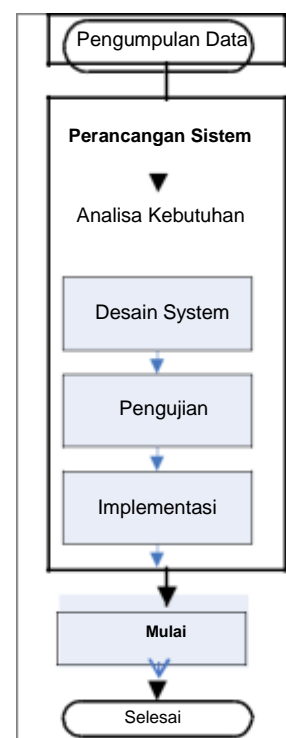 Pengumpulan Data
Perancangan Sistem
Analisa Kebutuhan
Desain System
Pengujian
Implementasi
Mulai
Selesai